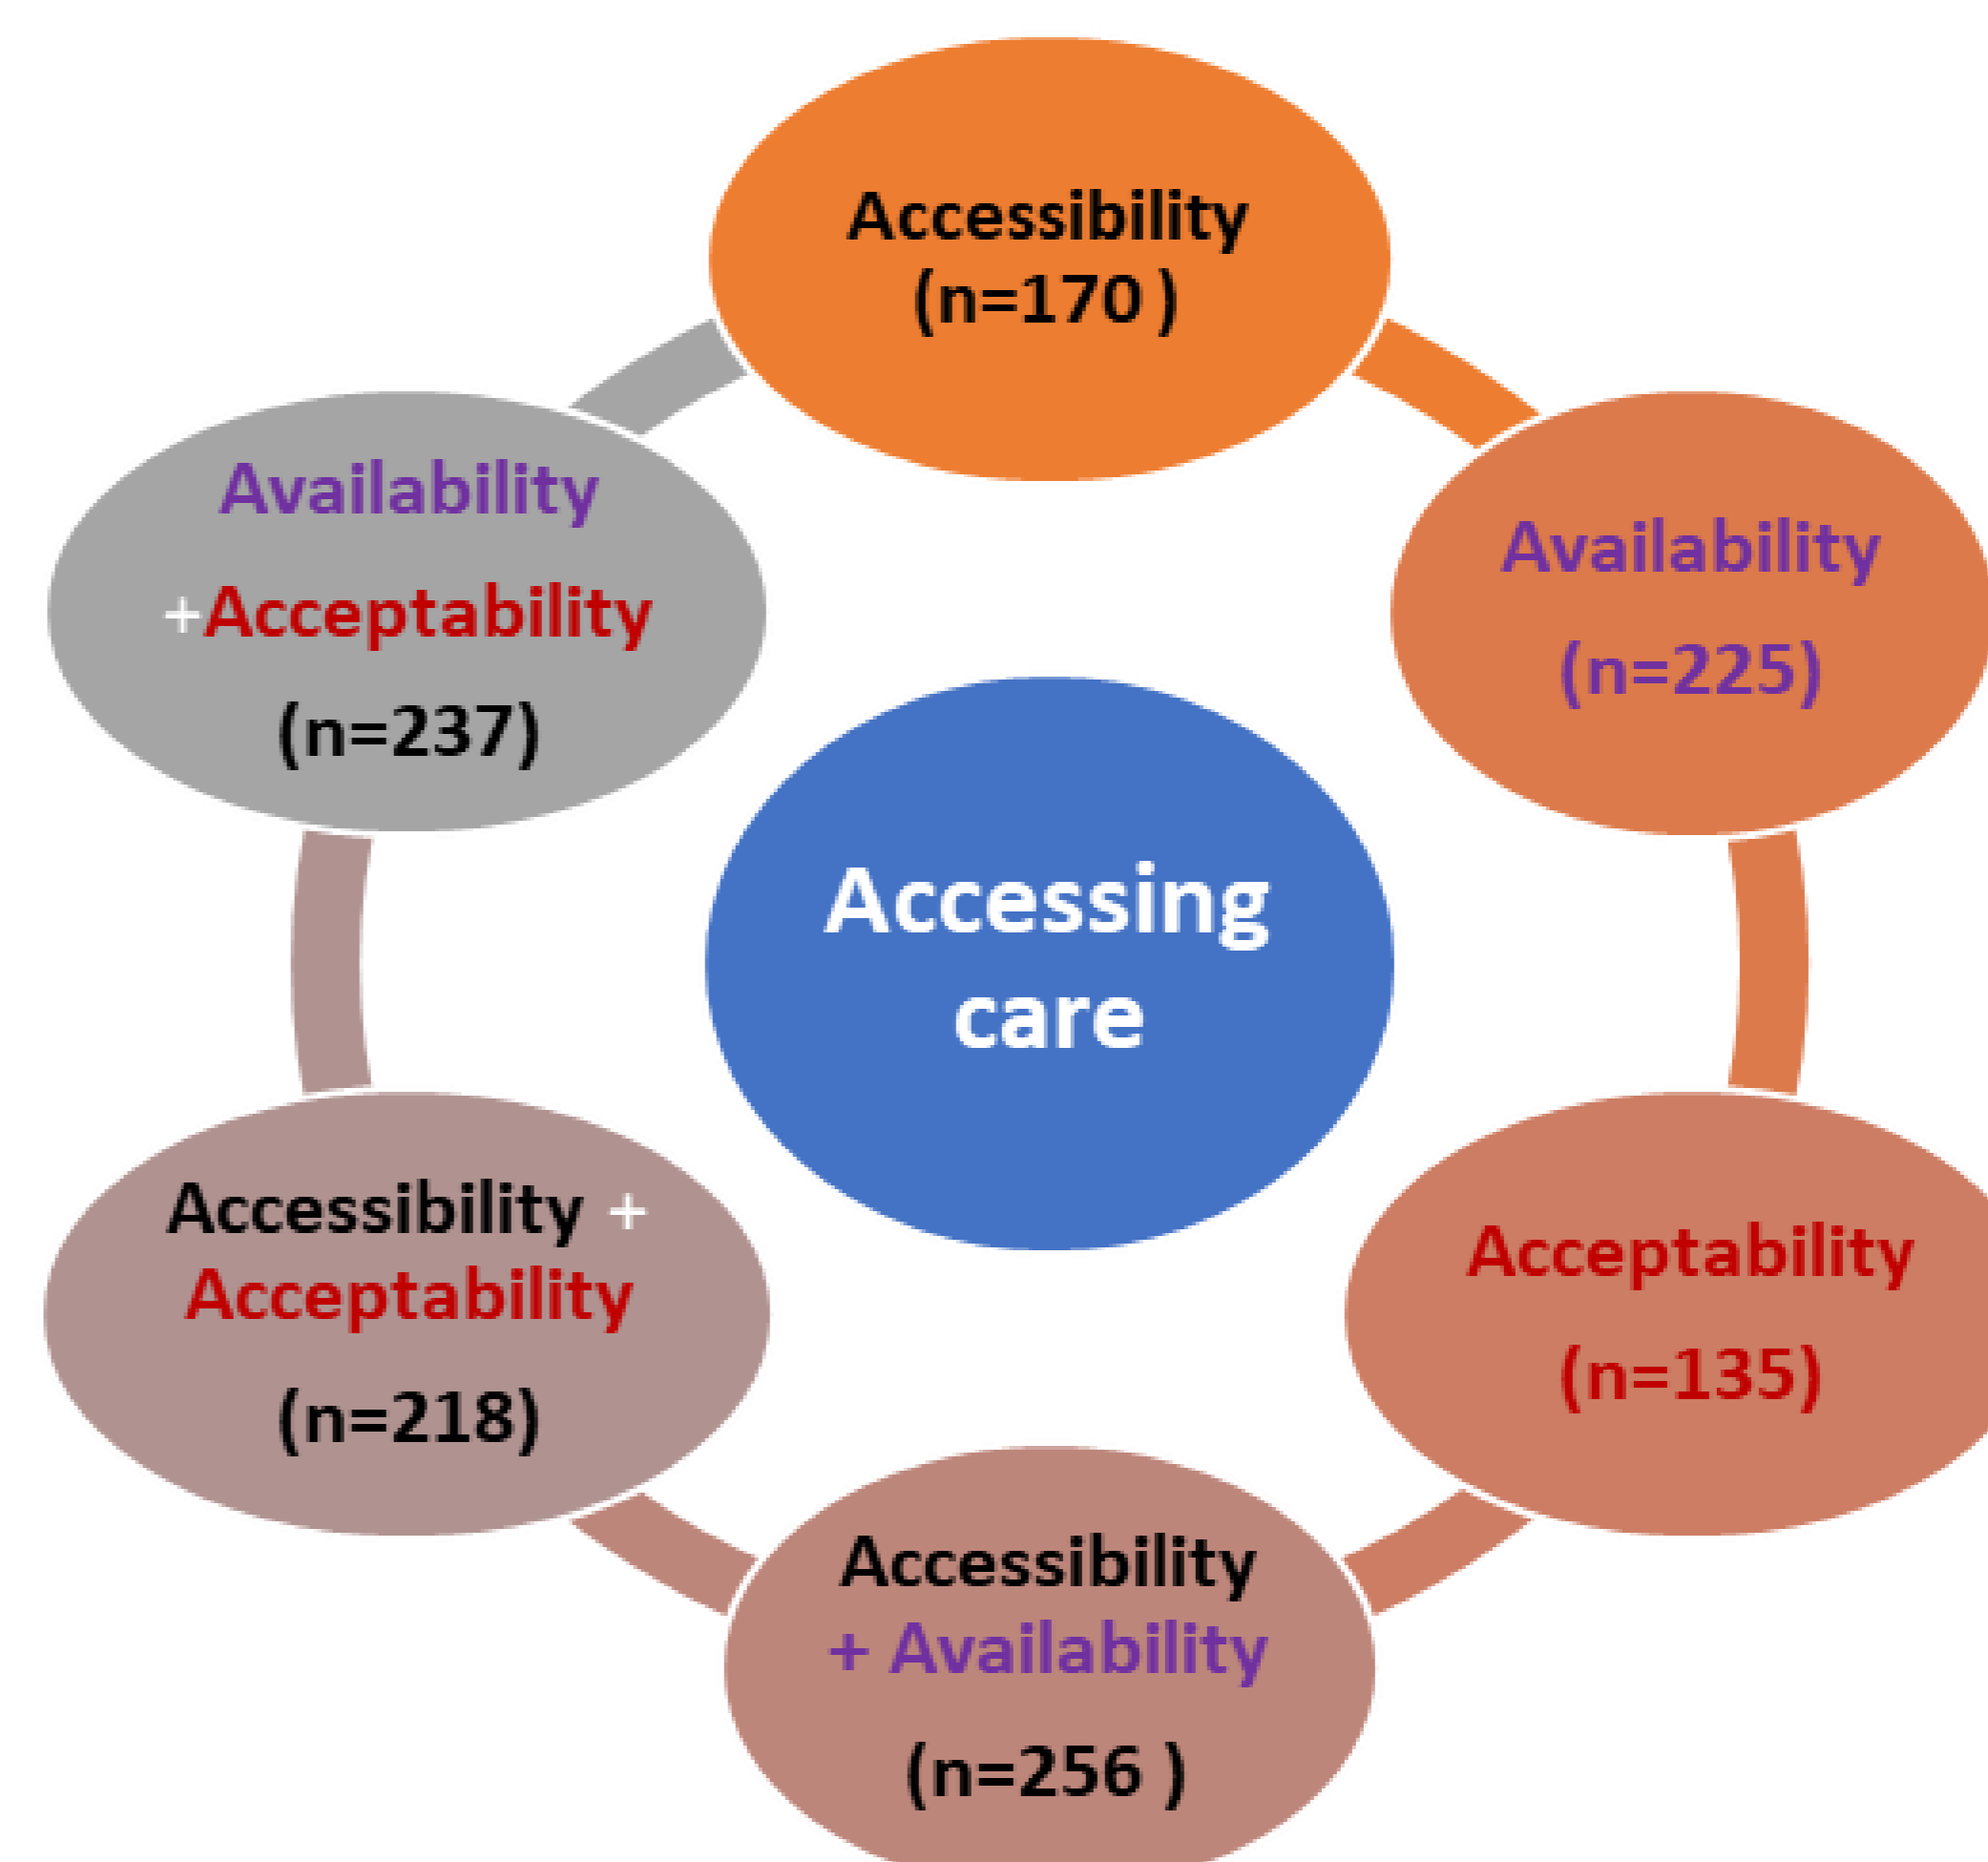 Accessibility
(n=170 )
Availability
(n=225)
Acceptability
(n=135)
Accessibility
+ Availability
(n=256 )
Accessibility +
Acceptability
(n=218)
Availability
+Acceptability
(n=237)
Accessing
care